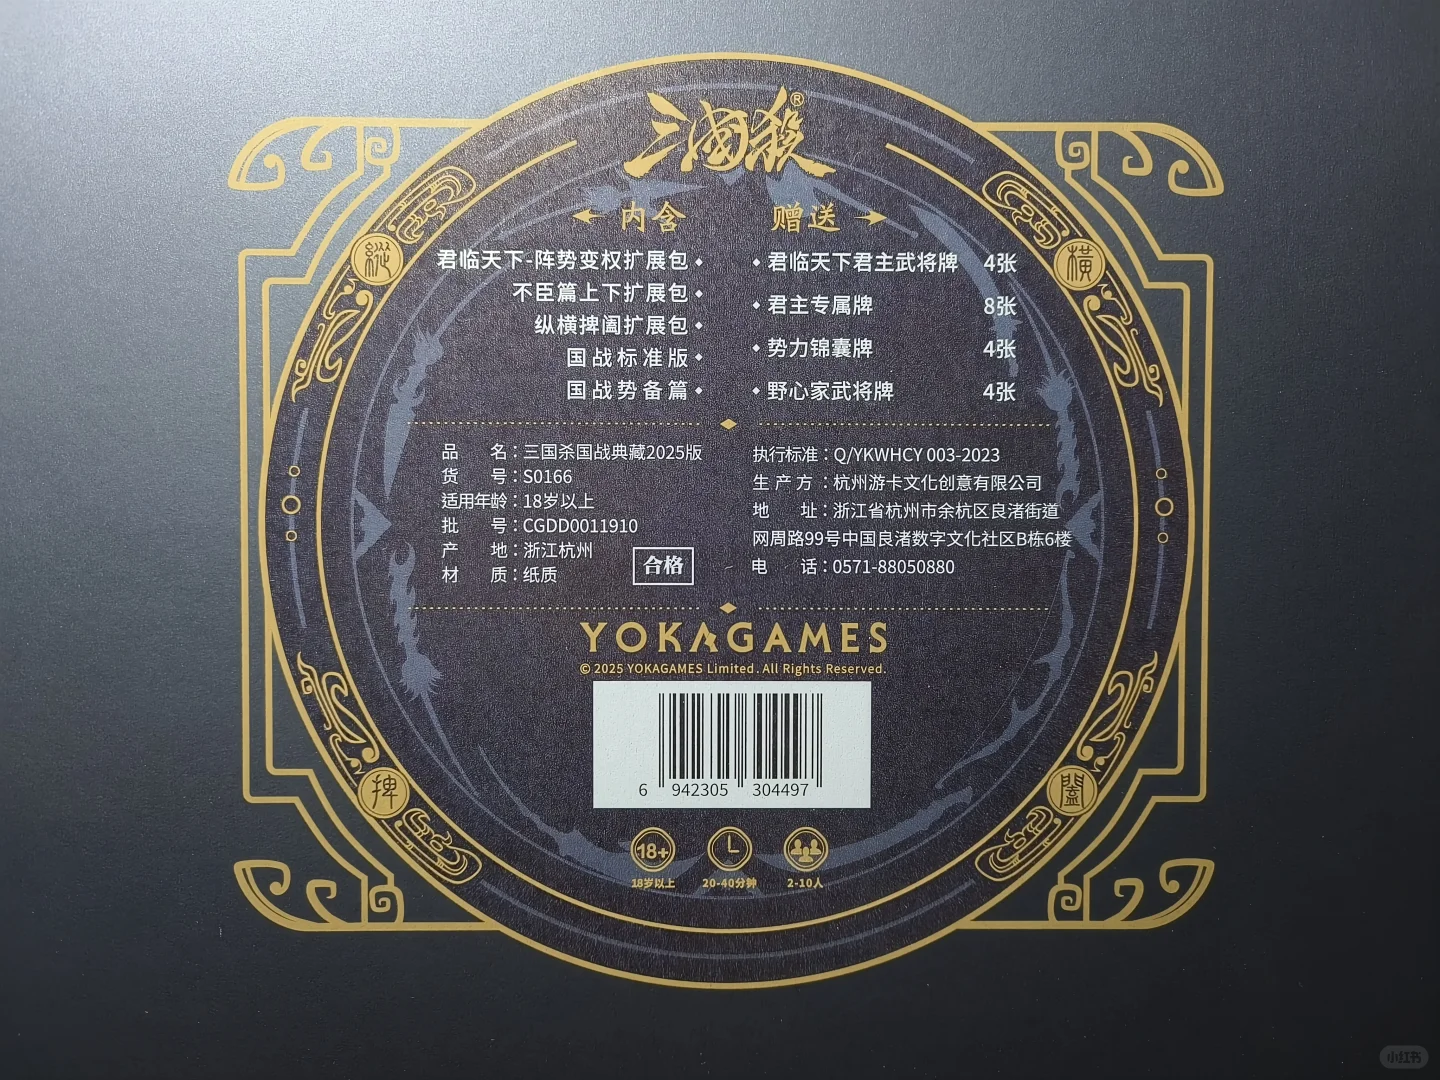 三國殺®
内含
君临天下-阵势变权扩展包
不臣篇上下扩展包
纵横捭阖扩展包
国战标准版
国战势备篇
赠送
君临天下君主武将牌 4张
君主专属牌 8张
势力锦囊牌 4张
野心家武将牌 4张
縱
橫
品名：三国杀国战典藏2025版
货号：S0166
适用年龄：18岁以上
批号：CGDD0011910
产地：浙江杭州
材质：纸质
合格
执行标准：Q/YKWHCY 003-2023
生产方：杭州游卡文化创意有限公司
地址：浙江省杭州市余杭区良渚街道
网周路99号中国良渚数字文化社区B栋6楼
电话：0571-88050880
YOKAGAMES
© 2025 YOKAGAMES Limited. All Rights Reserved.
6 942305 304497
捭
闔
18+
18岁以上
20-40分钟
2-10人
小红书